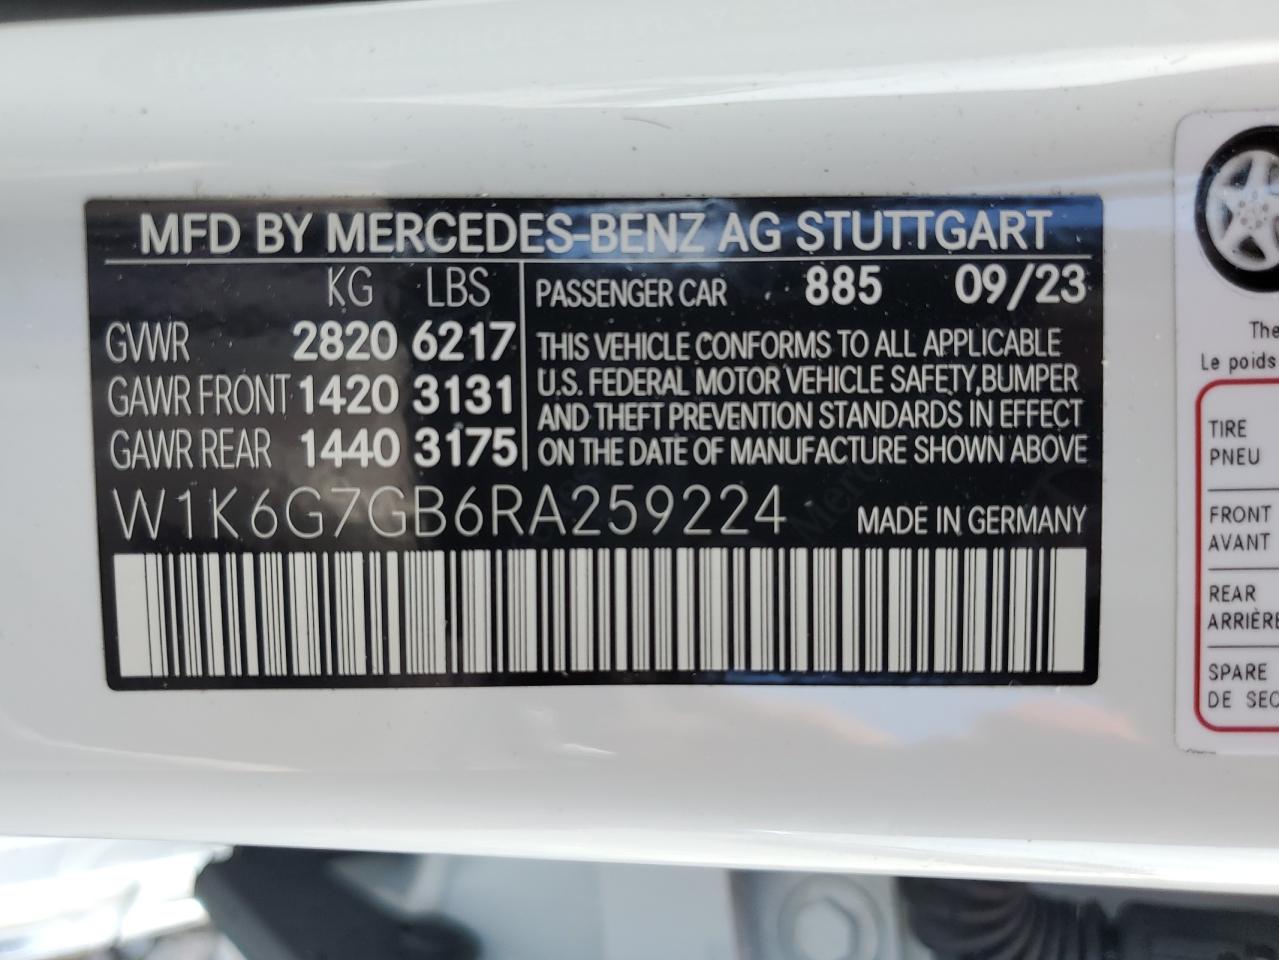 MFD BY MERCEDES-BENZ AG STUTTGART
KG LBS
GVWR 2820 6217
GAWR FRONT 1420 3131
GAWR REAR 1440 3175
PASSENGER CAR 885 09/23
THIS VEHICLE CONFORMS TO ALL APPLICABLE
U.S. FEDERAL MOTOR VEHICLE SAFETY, BUMPER
AND THEFT PREVENTION STANDARDS IN EFFECT
ON THE DATE OF MANUFACTURE SHOWN ABOVE
W1K6G7GB6RA259224 MADE IN GERMANY
The
Le poids
TIRE
PNEU
FRONT
AVANT
REAR
ARRIÈRE
SPARE
DE SEC